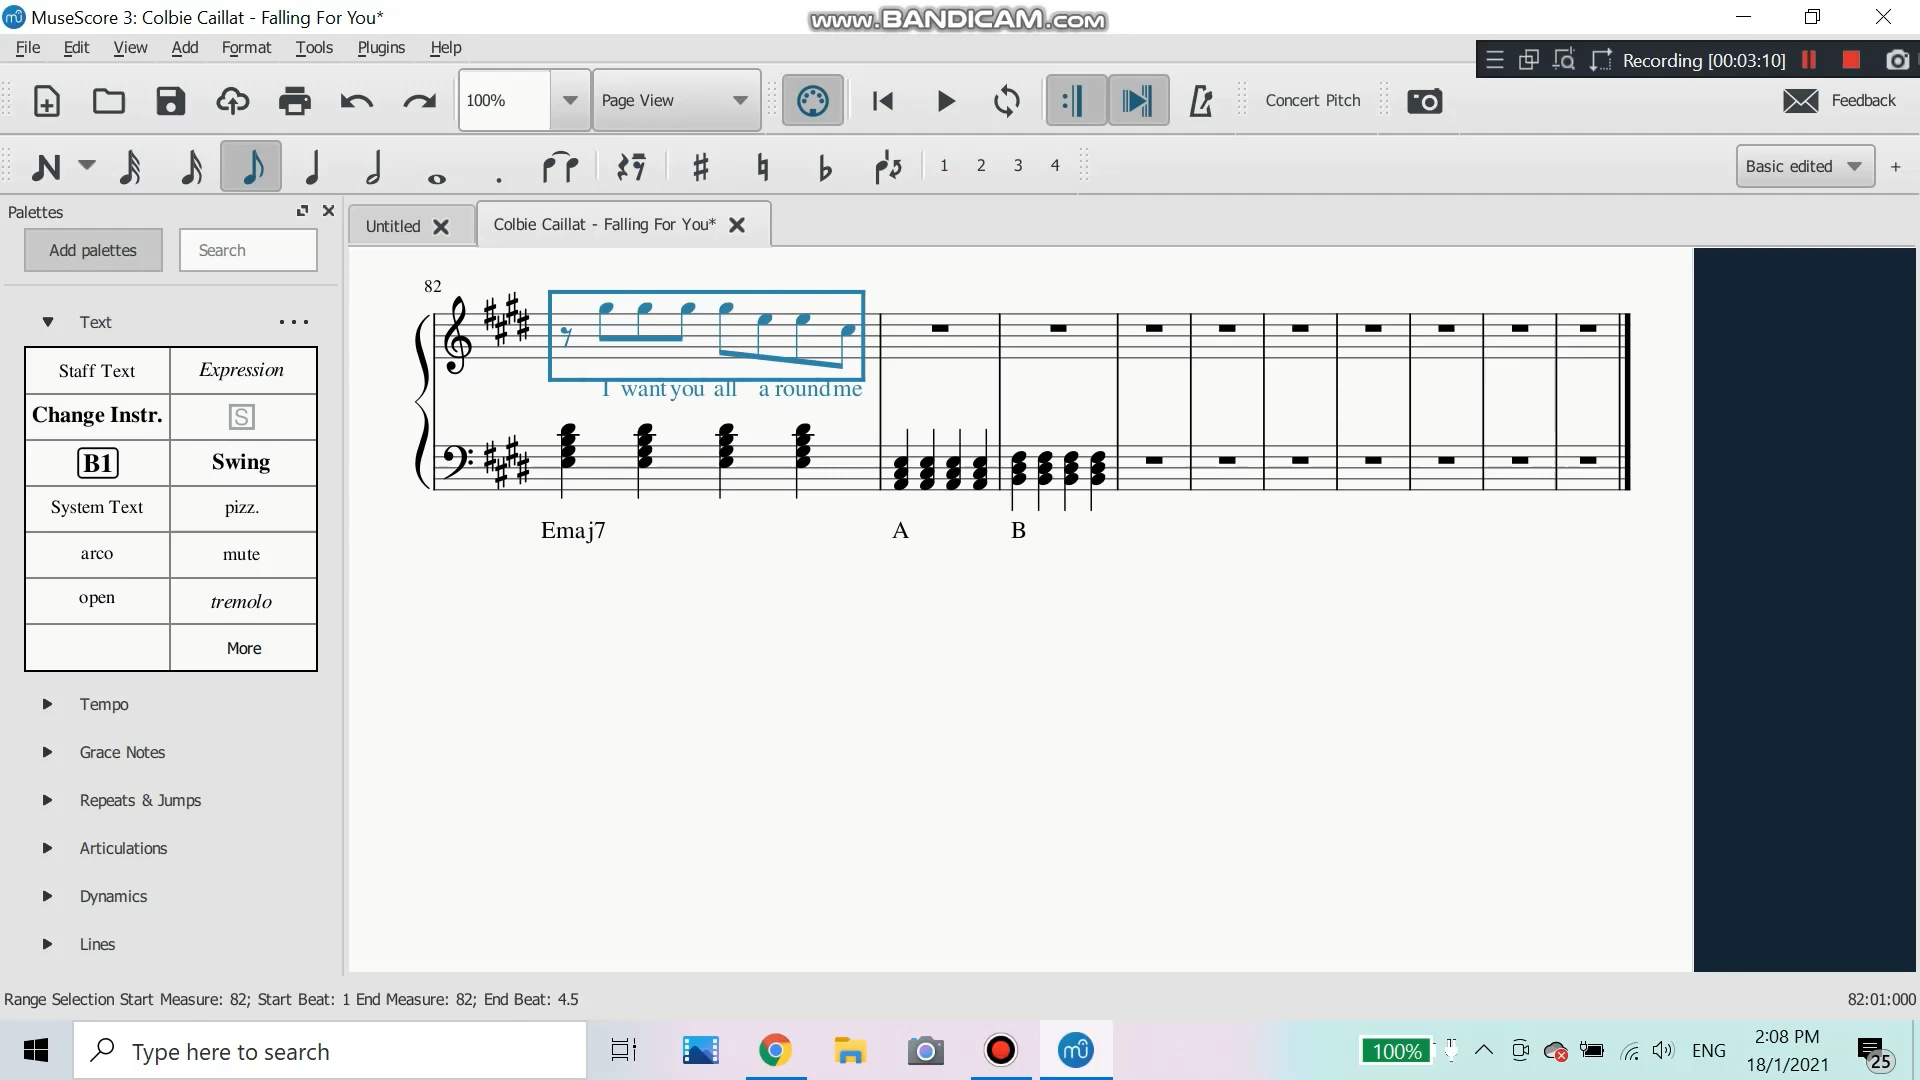 MuseScore 3: Colbie Caillat - Falling For You*
www.BANDICAM.com
File Edit View Add Format Tools Plugins Help
Recording [00:03:10]
100% Page View Concert Pitch Feedback
1 2 3 4 Basic edited +
Palettes
Untitled Colbie Caillat - Falling For You*
Add palettes Search
82
Text
Staff Text Expression
I want you all a round me
Change Instr. S
B1 Swing
System Text pizz.
Emaj7 A B
arco mute
open tremolo
More
Tempo
Grace Notes
Repeats & Jumps
Articulations
Dynamics
Lines
Range Selection Start Measure: 82; Start Beat: 1 End Measure: 82; End Beat: 4.5 82:01:000
Type here to search
100% ENG 2:08 PM
18/1/2021
25